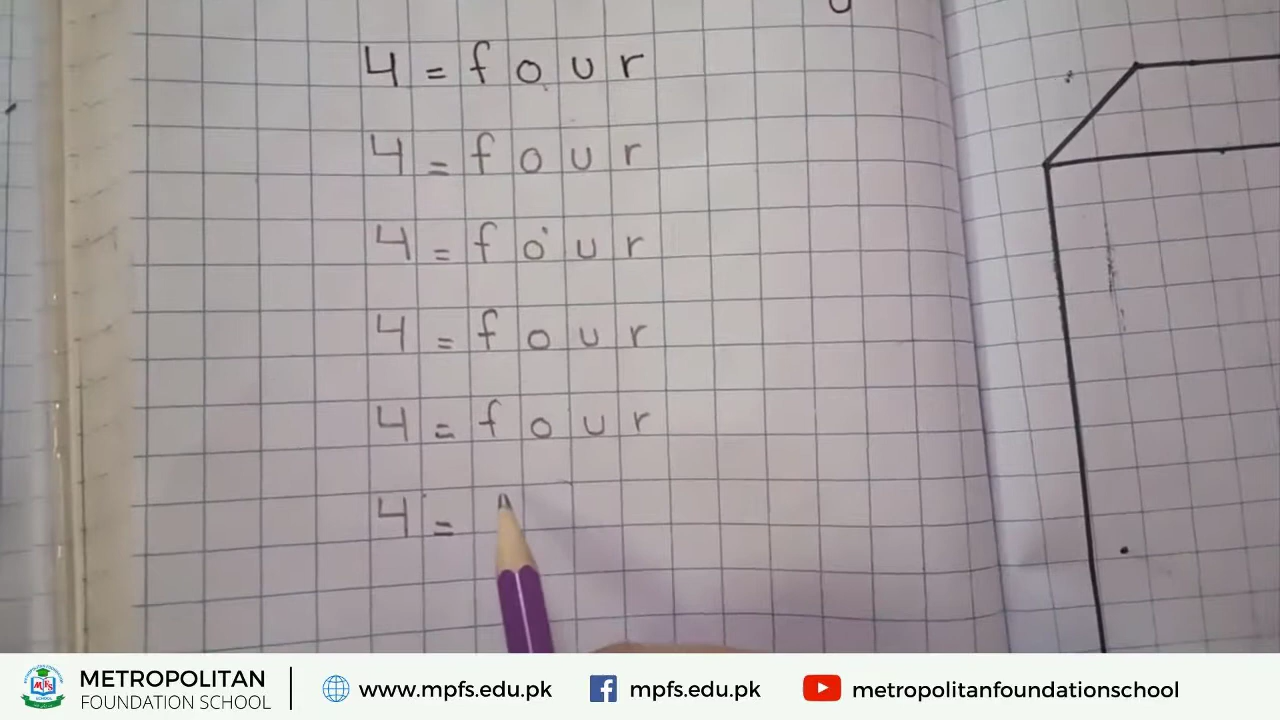 4 = four
4 = four
4 = four
4 = four
4 = four
4 =
METROPOLITAN
FOUNDATION SCHOOL
www.mpfs.edu.pk
mpfs.edu.pk
metropolitanfoundationschool